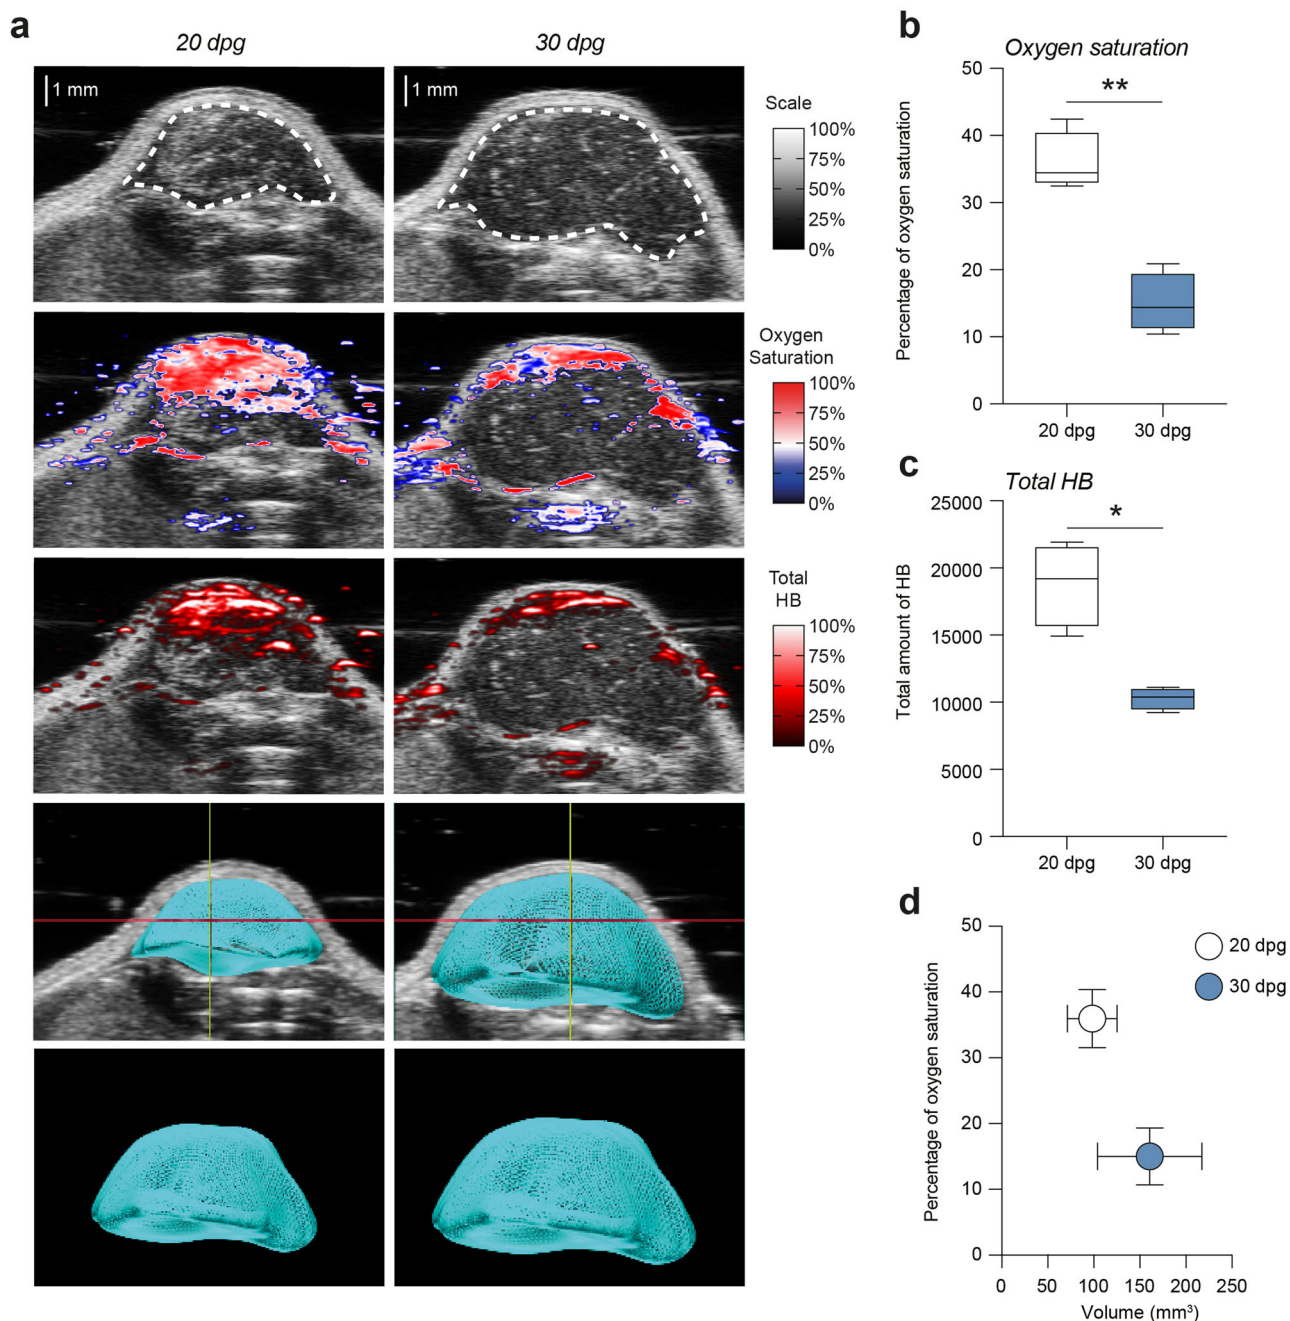 a
20 dpg
30 dpg
1 mm
1 mm
Scale
100%
75%
50%
25%
0%
Oxygen
Saturation
100%
75%
50%
25%
0%
Total
HB
100%
75%
50%
25%
0%
b
Oxygen saturation
**
Percentage of oxygen saturation
50
40
30
20
10
0
20 dpg
30 dpg
c
Total HB
*
Total amount of HB
25000
20000
15000
10000
5000
0
20 dpg
30 dpg
d
Percentage of oxygen saturation
50
40
30
20
10
0
0 50 100 150 200 250
Volume (mm³)
20 dpg
30 dpg